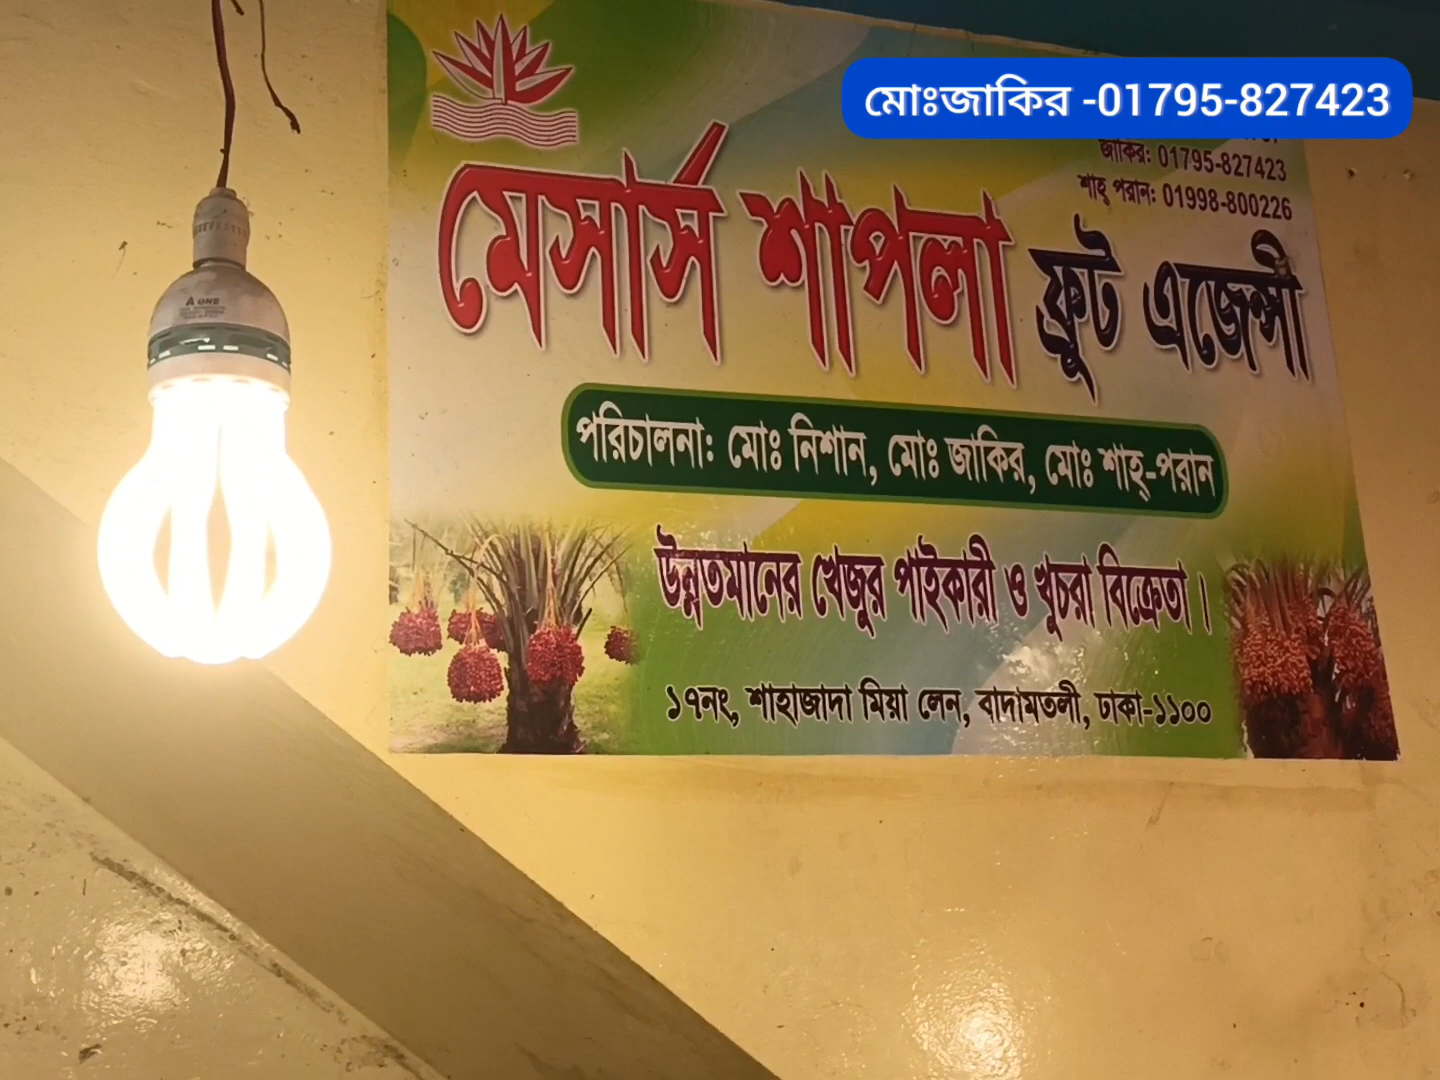 মোঃজাকির -01795-827423
জাকির: 01795-827423
শাহ্ পরান: 01998-800226
মেসার্স শাপলা ফ্রুট এজেন্সী
পরিচালনা: মোঃ নিশান, মোঃ জাকির, মোঃ শাহ্-পরান
উন্নতমানের খেজুর পাইকারী ও খুচরা বিক্রেতা।
১৭নং, শাহাজাদা মিয়া লেন, বাদামতলী, ঢাকা-১১০০
A ONE